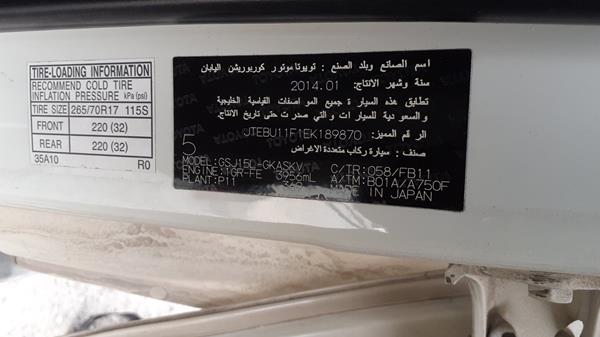 TIRE-LOADING INFORMATION
RECOMMEND COLD TIRE
INFLATION PRESSURE kPa (psi)
TIRE SIZE 265/70R17 115S
FRONT 220 (32)
REAR 220 (32)
35A10 R0
اسم الصانع وبلد الصنع : تويوتا موتور كوربوريشن اليابان
سنة وشهر الانتاج: 2014.01
تطابق هذه السيارة جميع المواصفات القياسية الخليجية
و السعودية للسيارات والتي صدرت حتى تاريخ الانتاج.
الرقم المميز: JTEBU11F1EK189870
صنف : سيارة ركاب متعددة الاغراض
5
MODEL:GSJ15D-GKASKV C/TR:058/FB11
ENGINE:1GR-FE 3956mL A/TM:B01A/A750F
PLANT:P11 MADE IN JAPAN